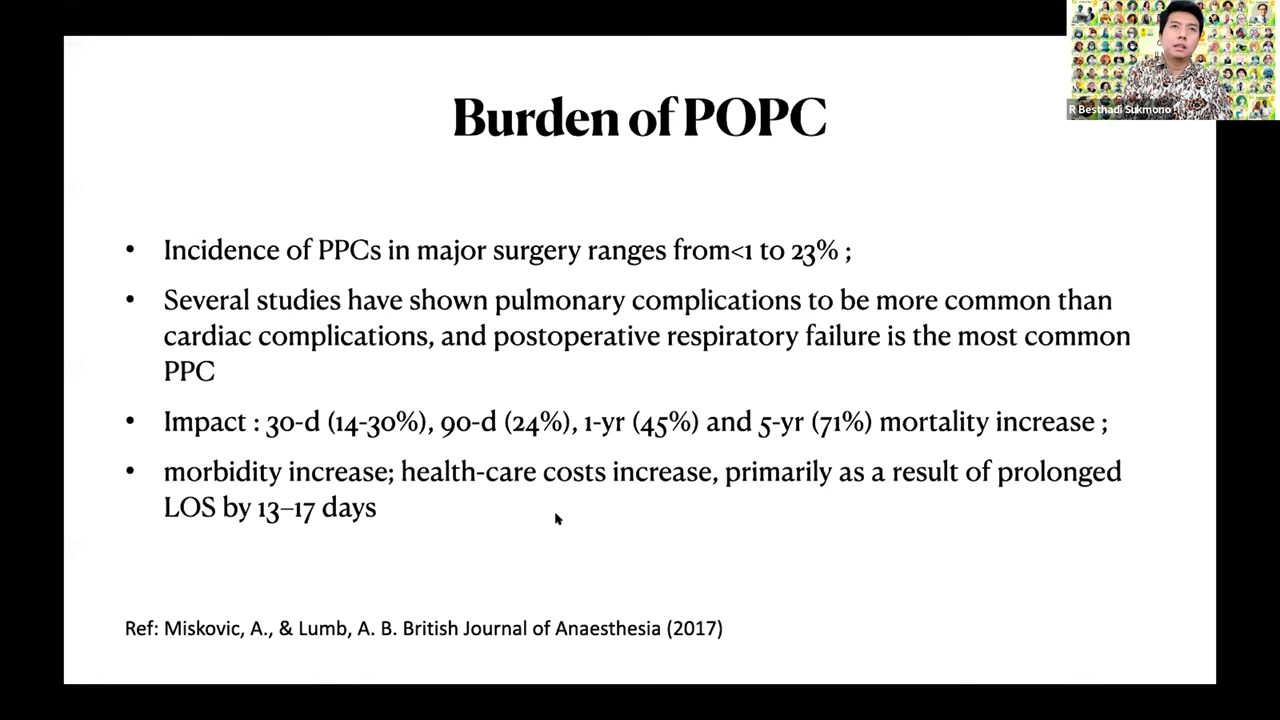 R Besthadi Sukmono
Burden of POPC
• Incidence of PPCs in major surgery ranges from<1 to 23% ;
• Several studies have shown pulmonary complications to be more common than
cardiac complications, and postoperative respiratory failure is the most common
PPC
• Impact : 30-d (14-30%), 90-d (24%), 1-yr (45%) and 5-yr (71%) mortality increase ;
• morbidity increase; health-care costs increase, primarily as a result of prolonged
LOS by 13–17 days
Ref: Miskovic, A., & Lumb, A. B. British Journal of Anaesthesia (2017)